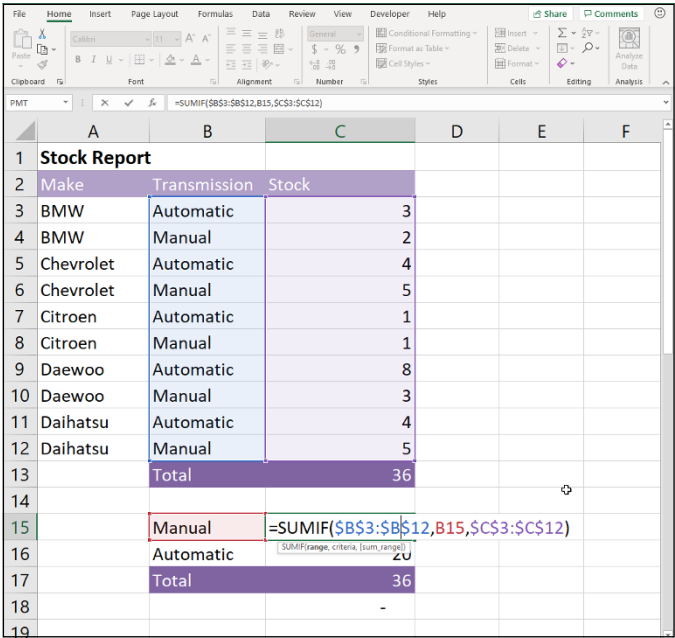 File Home Insert Page Layout Formulas Data Review View Developer Help Share Comments
Calibri 11 A^ Aˇ General Conditional Formatting Insert
Paste B I U A $ % 9 Format as Table Delete Analyze
Cell Styles Format Data
Clipboard Font Alignment Number Styles Cells Editing Analysis
PMT fx =SUMIF($B$3:$B$12,B15,$C$3:$C$12)
A B C D E F
1 Stock Report
2 Make Transmission Stock
3 BMW Automatic 3
4 BMW Manual 2
5 Chevrolet Automatic 4
6 Chevrolet Manual 5
7 Citroen Automatic 1
8 Citroen Manual 1
9 Daewoo Automatic 8
10 Daewoo Manual 3
11 Daihatsu Automatic 4
12 Daihatsu Manual 5
13 Total 36
14
15 Manual =SUMIF($B$3:$B$12,B15,$C$3:$C$12)
SUMIF(range, criteria, [sum_range])
16 Automatic 20
17 Total 36
18 -
19